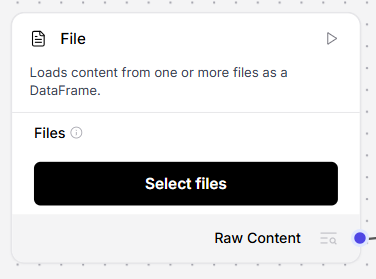 File
Loads content from one or more files as a
DataFrame.
Files
Select files
Raw Content